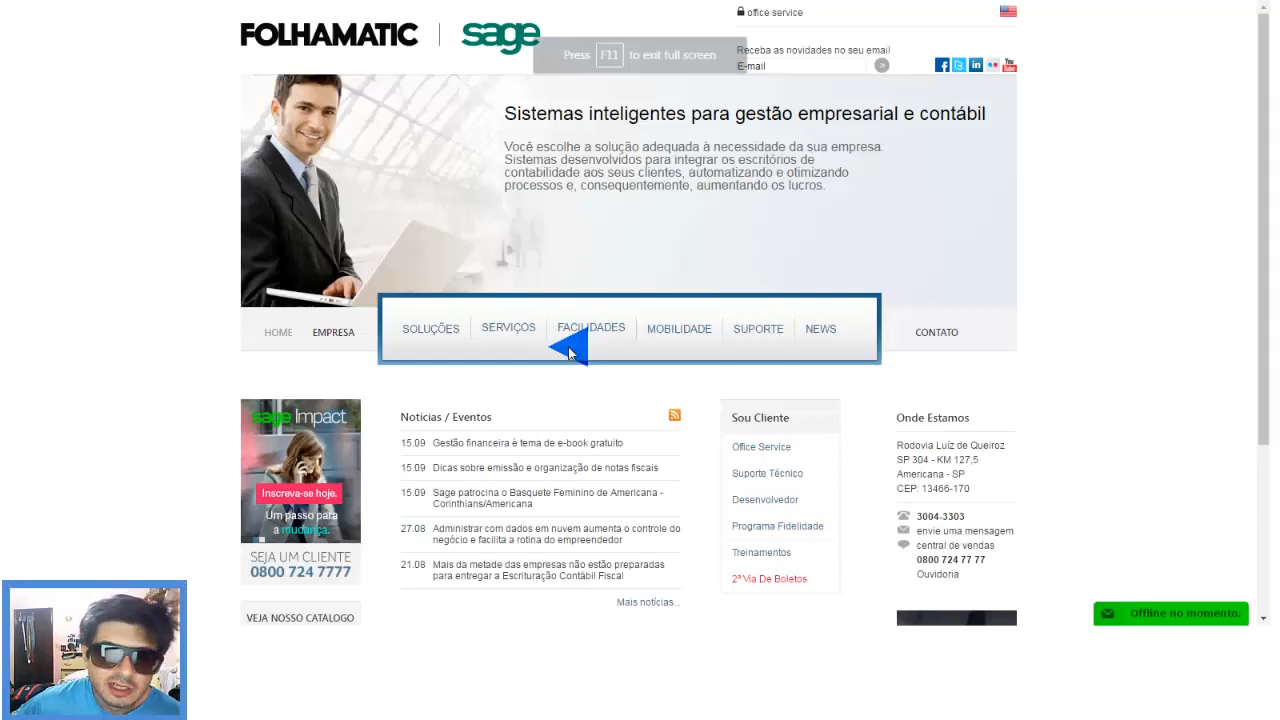 FOLHAMATIC | sage
office service
Receba as novidades no seu email
E-mail
>
Press F11 to exit full screen
You Tube
Sistemas inteligentes para gestão empresarial e contábil
Você escolhe a solução adequada à necessidade da sua empresa.
Sistemas desenvolvidos para integrar os escritórios de
contabilidade aos seus clientes, automatizando e otimizando
processos e, consequentemente, aumentando os lucros.
HOME EMPRESA SOLUÇÕES SERVIÇOS FACILIDADES MOBILIDADE SUPORTE NEWS CONTATO
sage Impact
Inscreva-se hoje.
Um passo para
a mudança.
SEJA UM CLIENTE
0800 724 7777
VEJA NOSSO CATALOGO
Notícias / Eventos
15.09 Gestão financeira é tema de e-book gratuito
15.09 Dicas sobre emissão e organização de notas fiscais
15.09 Sage patrocina o Basquete Feminino de Americana -
Corinthians/Americana
27.08 Administrar com dados em nuvem aumenta o controle do
negócio e facilita a rotina do empreendedor
21.08 Mais da metade das empresas não estão preparadas
para entregar a Escrituração Contábil Fiscal
Mais notícias...
Sou Cliente
Office Service
Suporte Técnico
Desenvolvedor
Programa Fidelidade
Treinamentos
2ª Via De Boletos
Onde Estamos
Rodovia Luíz de Queiroz
SP 304 - KM 127,5
Americana - SP
CEP: 13466-170
3004-3303
envie uma mensagem
central de vendas
0800 724 77 77
Ouvidoria
Offline no momento.